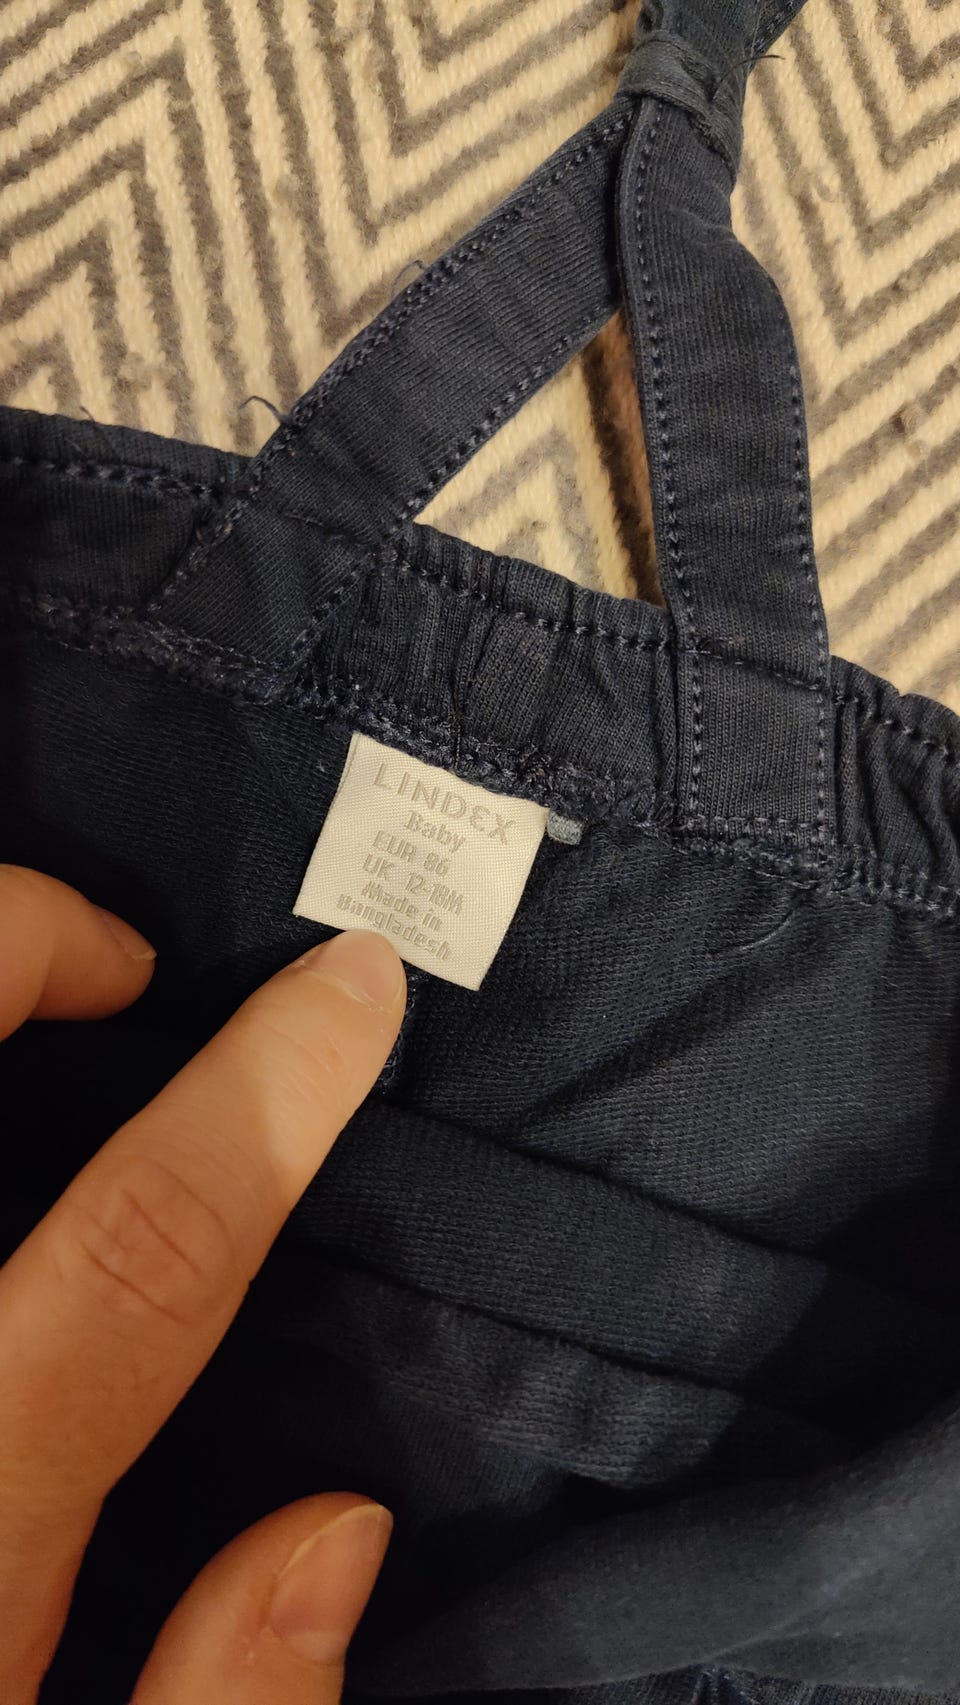 LINDEX
Baby
EUR 86
UK 12-18M
Made in
Bangladesh